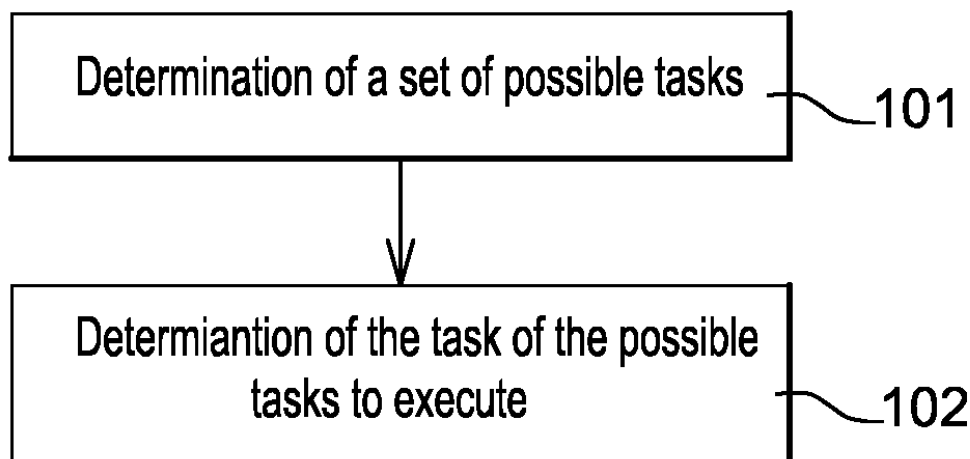 Determination of a set of possible tasks
101
Determiantion of the task of the possible
tasks to execute
102